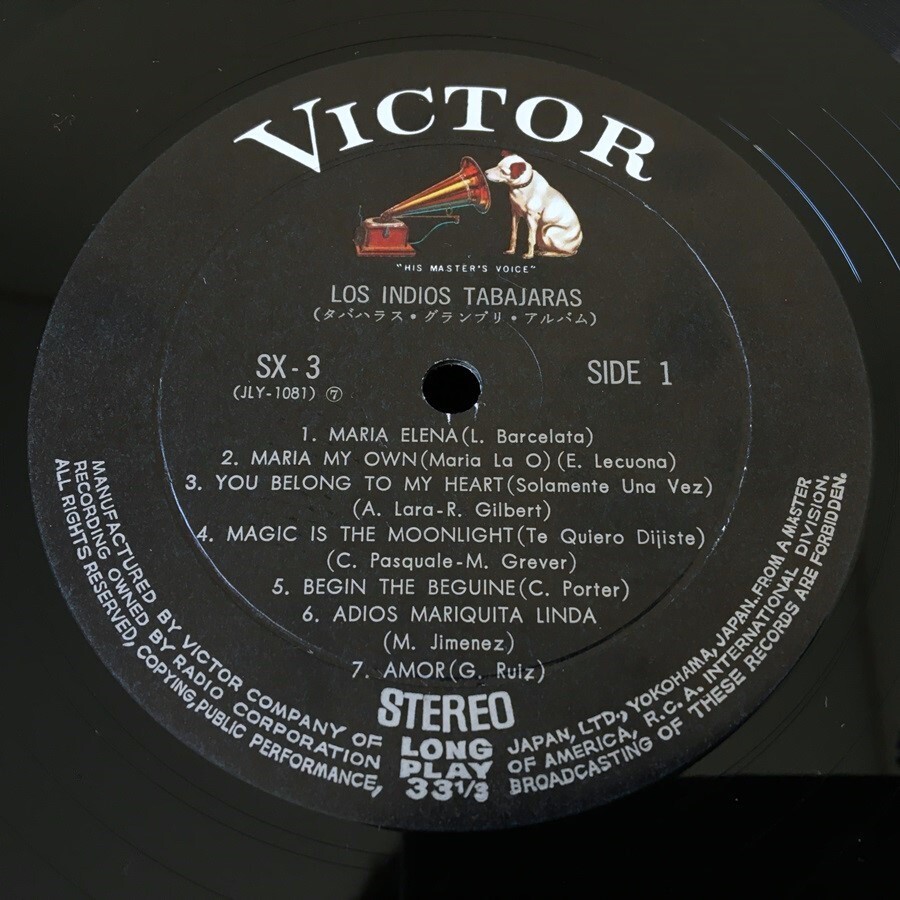 VICTOR
"HIS MASTER'S VOICE"
LOS INDIOS TABAJARAS
(タバハラス・グランプリ・アルバム)
SX-3
(JLY-1081) ⑦
SIDE 1
1. MARIA ELENA(L. Barcelata)
2. MARIA MY OWN(Maria La O)(E. Lecuona)
3. YOU BELONG TO MY HEART(Solamente Una Vez)
(A. Lara-R. Gilbert)
4. MAGIC IS THE MOONLIGHT(Te Quiero Dijiste)
(C. Pasquale-M. Grever)
5. BEGIN THE BEGUINE(C. Porter)
6. ADIOS MARIQUITA LINDA
(M. Jimenez)
7. AMOR(G. Ruiz)
STEREO
LONG
PLAY
33 1/3
MANUFACTURED BY VICTOR COMPANY OF JAPAN, LTD., YOKOHAMA, JAPAN. FROM A MASTER
RECORDING OWNED BY RADIO CORPORATION OF AMERICA, R.C.A. INTERNATIONAL DIVISION.
ALL RIGHTS RESERVED, COPYING, PUBLIC PERFORMANCE, BROADCASTING OF THESE RECORDS ARE FORBIDDEN.